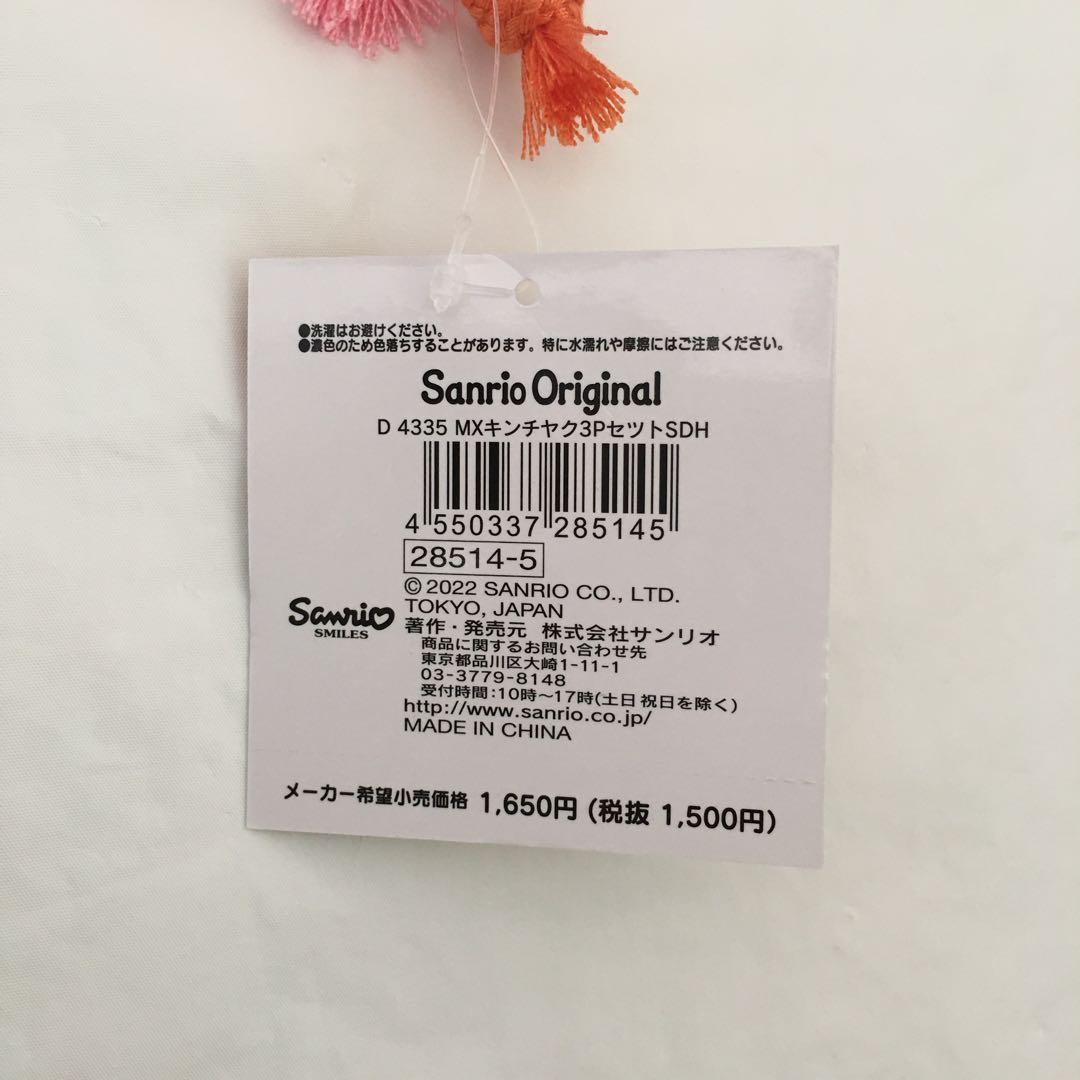 ●洗濯はお避けください。
●濃色のため色落ちすることがあります。特に水濡れや摩擦にはご注意ください。
Sanrio Original
D 4335 MXキンチヤク3PセツトSDH
4 550337 285145
28514-5
© 2022 SANRIO CO., LTD.
TOKYO, JAPAN
Sanrio
SMILES
著作・発売元 株式会社サンリオ
商品に関するお問い合わせ先
東京都品川区大崎1-11-1
03-3779-8148
受付時間:10時～17時(土日祝日を除く)
http://www.sanrio.co.jp/
MADE IN CHINA
メーカー希望小売価格 1,650円 (税抜 1,500円)